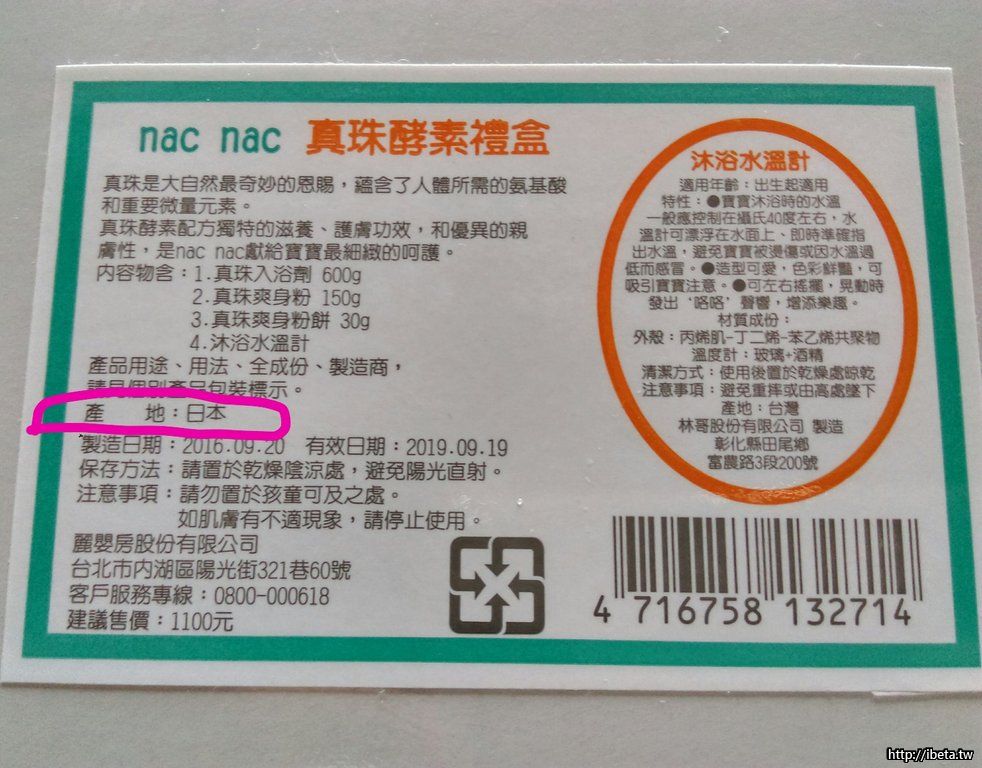 nac nac 真珠酵素禮盒
真珠是大自然最奇妙的恩賜，蘊含了人體所需的氨基酸
和重要微量元素。
真珠酵素配方獨特的滋養、護膚功效，和優異的親
膚性，是nac nac獻給寶寶最細緻的呵護。
內容物含：1.真珠入浴劑 600g
2.真珠爽身粉 150g
3.真珠爽身粉餅 30g
4.沐浴水溫計
產品用途、用法、全成份、製造商，
請見個別產品包裝標示。
產 地：日本
製造日期：2016.09.20 有效日期：2019.09.19
保存方法：請置於乾燥陰涼處，避免陽光直射。
注意事項：請勿置於孩童可及之處。
如肌膚有不適現象，請停止使用。
麗嬰房股份有限公司
台北市內湖區陽光街321巷60號
客戶服務專線：0800-000618
建議售價：1100元
沐浴水溫計
適用年齡：出生起適用
特性：●寶寶沐浴時的水溫
一般應控制在攝氏40度左右，水
溫計可漂浮在水面上、即時準確指
出水溫，避免寶寶被燙傷或因水溫過
低而感冒。●造型可愛，色彩鮮豔，可
吸引寶寶注意。●可左右搖擺，晃動時
發出‘咯咯’聲響，增添樂趣。
材質成份：
外殼：丙烯肌-丁二烯-苯乙烯共聚物
溫度計：玻璃+酒精
清潔方式：使用後置於乾燥處晾乾
注意事項：避免重摔或由高處墜下
產地：台灣
林哥股份有限公司 製造
彰化縣田尾鄉
富農路3段200號
4 716758 132714
http://ibeta.tw